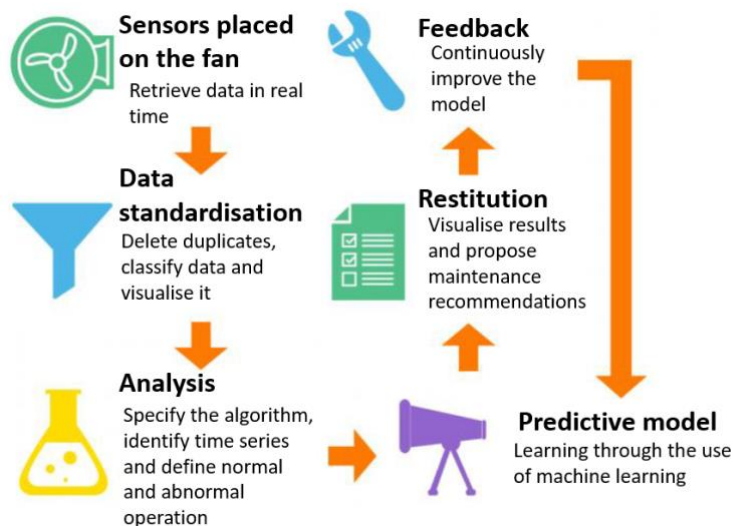 Sensors placed
on the fan
Retrieve data in real
time
Data
standardisation
Delete duplicates,
classify data and
visualise it
Analysis
Specify the algorithm,
identify time series
and define normal
and abnormal
operation
Predictive model
Learning through the use
of machine learning
Restitution
Visualise results
and propose
maintenance
recommendations
Feedback
Continuously
improve the
model